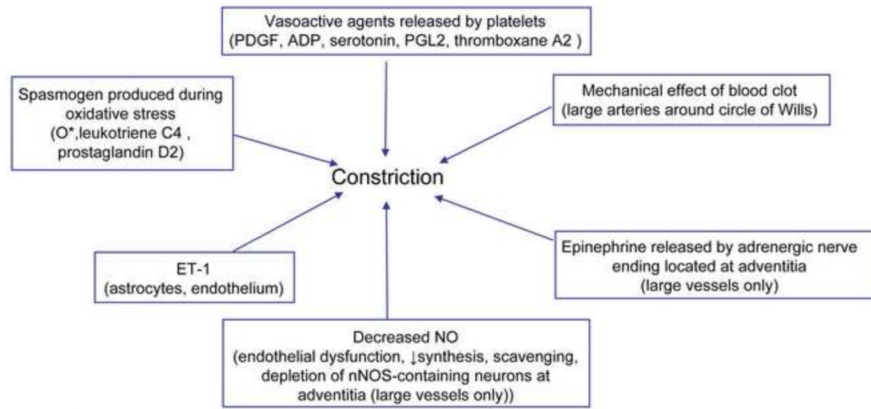 Vasoactive agents released by platelets
(PDGF, ADP, serotonin, PGL2, thromboxane A2 )
Spasmogen produced during
oxidative stress
(O*,leukotriene C4 ,
prostaglandin D2)
Mechanical effect of blood clot
(large arteries around circle of Wills)
Constriction
ET-1
(astrocytes, endothelium)
Epinephrine released by adrenergic nerve
ending located at adventitia
(large vessels only)
Decreased NO
(endothelial dysfunction, ↓synthesis, scavenging,
depletion of nNOS-containing neurons at
adventitia (large vessels only))